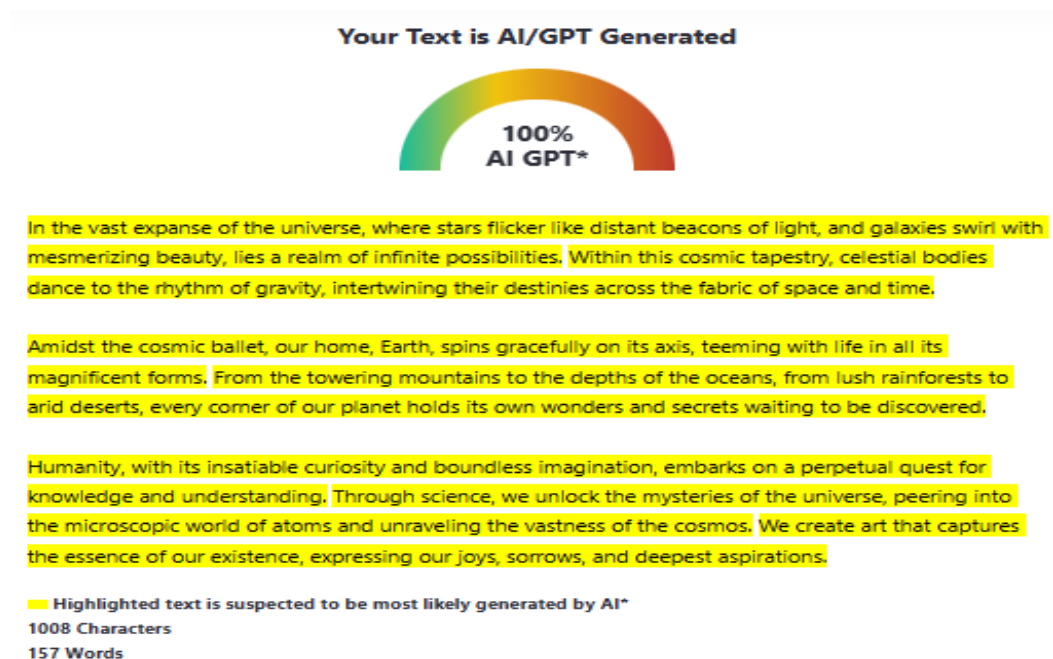 Your Text is AI/GPT Generated
100%
AI GPT*
In the vast expanse of the universe, where stars flicker like distant beacons of light, and galaxies swirl with
mesmerizing beauty, lies a realm of infinite possibilities. Within this cosmic tapestry, celestial bodies
dance to the rhythm of gravity, intertwining their destinies across the fabric of space and time.
Amidst the cosmic ballet, our home, Earth, spins gracefully on its axis, teeming with life in all its
magnificent forms. From the towering mountains to the depths of the oceans, from lush rainforests to
arid deserts, every corner of our planet holds its own wonders and secrets waiting to be discovered.
Humanity, with its insatiable curiosity and boundless imagination, embarks on a perpetual quest for
knowledge and understanding. Through science, we unlock the mysteries of the universe, peering into
the microscopic world of atoms and unraveling the vastness of the cosmos. We create art that captures
the essence of our existence, expressing our joys, sorrows, and deepest aspirations.
Highlighted text is suspected to be most likely generated by AI*
1008 Characters
157 Words